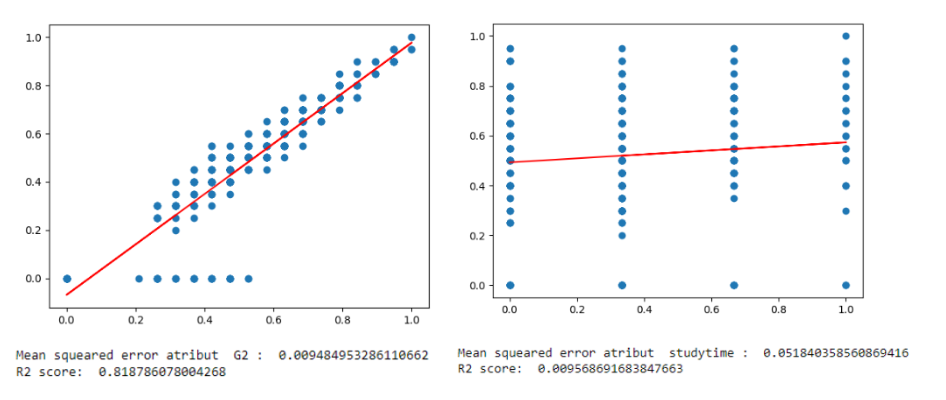 1.0
0.8
0.6
0.4
0.2
0.0
0.0 0.2 0.4 0.6 0.8 1.0
Mean squeared error atribut G2 : 0.009484953286110662
R2 score: 0.818786078004268
1.0
0.8
0.6
0.4
0.2
0.0
0.0 0.2 0.4 0.6 0.8 1.0
Mean squeared error atribut studytime : 0.051840358560869416
R2 score: 0.009568691683847663